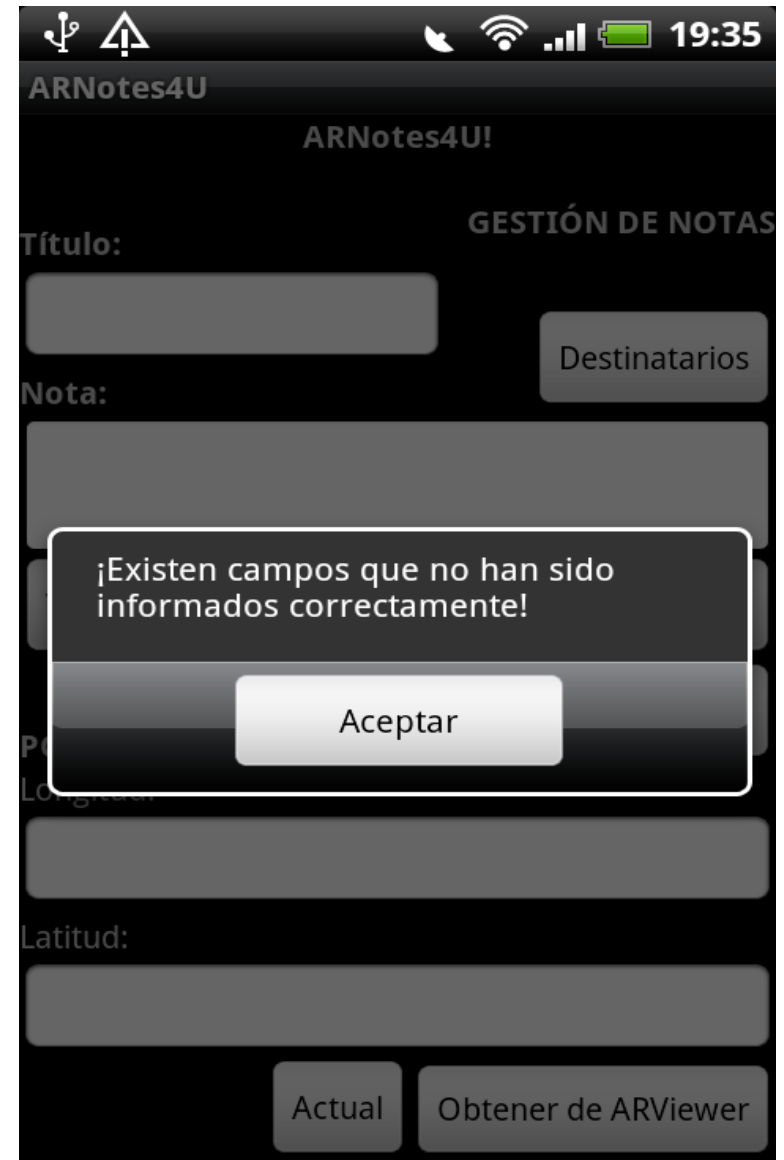 19:35
ARNotes4U
ARNotes4U!
GESTIÓN DE NOTAS
Título:
Destinatarios
Nota:
¡Existen campos que no han sido
informados correctamente!
Aceptar
Latitud:
Actual
Obtener de ARViewer